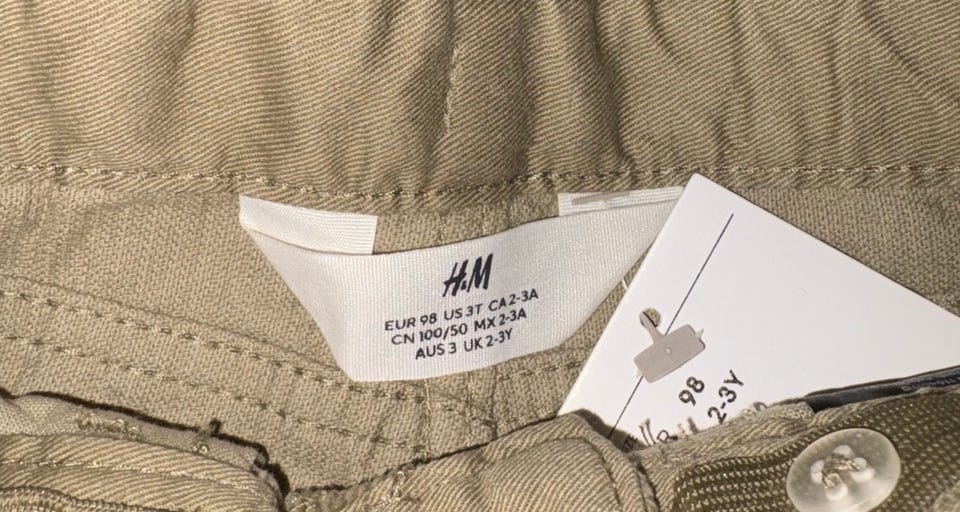 H&M
EUR 98 US 3T CA 2-3A
CN 100/50 MX 2-3A
AUS 3 UK 2-3Y
98
2-3Y